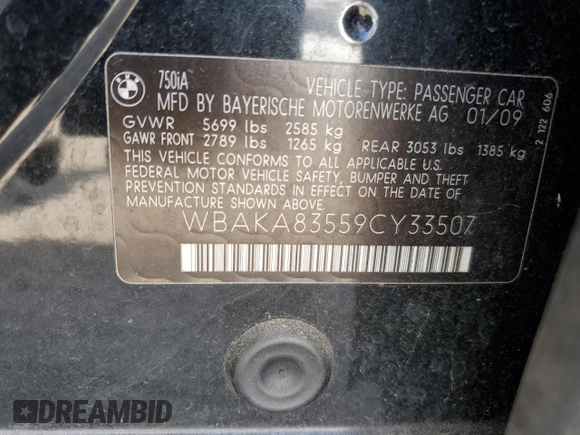 BMW
750iA
VEHICLE TYPE: PASSENGER CAR
MFD BY BAYERISCHE MOTORENWERKE AG 01/09
GVWR 5699 lbs 2585 kg
GAWR FRONT 2789 lbs 1265 kg REAR 3053 lbs 1385 kg
THIS VEHICLE CONFORMS TO ALL APPLICABLE U.S.
FEDERAL MOTOR VEHICLE SAFETY, BUMPER AND THEFT
PREVENTION STANDARDS IN EFFECT ON THE DATE OF
MANUFACTURE SHOWN ABOVE.
WBAKA83559CY33507
2 122 606
DREAMBID